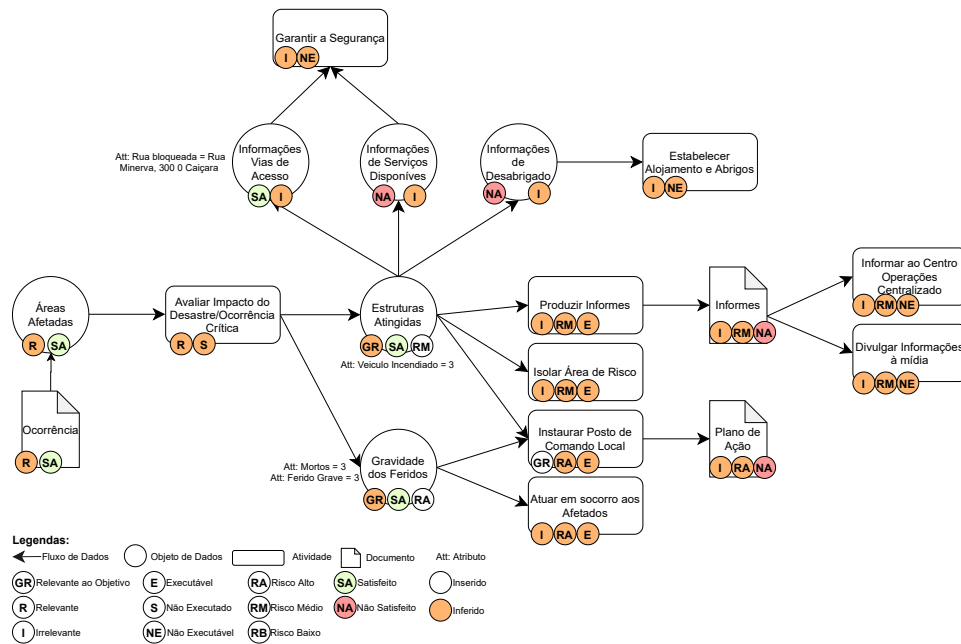 Garantir a Segurança
I NE
Att: Rua bloqueada = Rua
Minerva, 300 0 Caiçara
Informações
Vias de
Acesso
SA I
Informações
de Serviços
Disponíves
NA I
Informações
de
Desabrigado
NA I
Estabelecer
Alojamento e Abrigos
I NE
Áreas
Afetadas
R SA
Avaliar Impacto do
Desastre/Ocorrência
Crítica
R S
Estruturas
Atingidas
GR SA RM
Att: Veiculo Incendiado = 3
Produzir Informes
I RM E
Informes
I RM NA
Informar ao Centro
Operações
Centralizado
I RM NE
Divulgar Informações
à mídia
I RM NE
Isolar Área de Risco
I RM E
Ocorrência
R SA
Att: Mortos = 3
Att: Ferido Grave = 3
Gravidade
dos Feridos
GR SA RA
Instaurar Posto de
Comando Local
GR RA E
Plano de
Ação
I RA NA
Atuar em socorro aos
Afetados
I RA E
Legendas:
Fluxo de Dados Objeto de Dados Atividade Documento Att: Atributo
GR Relevante ao Objetivo E Executável RA Risco Alto SA Satisfeito Inserido
R Relevante S Não Executado RM Risco Médio NA Não Satisfeito Inferido
I Irrelevante NE Não Executável RB Risco Baixo